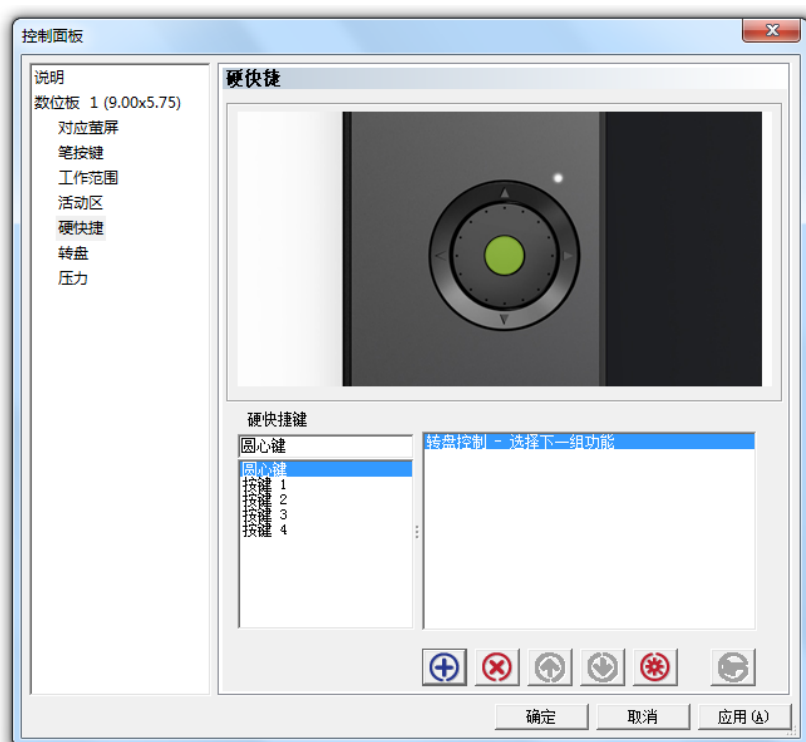 控制面板
说明
数位板 1 (9.00x5.75)
对应萤屏
笔按键
工作范围
活动区
硬快捷
转盘
压力
硬快捷
硬快捷键
圆心键
圆心键
按键 1
按键 2
按键 3
按键 4
转盘控制 - 选择下一组功能
确定
取消
应用(A)